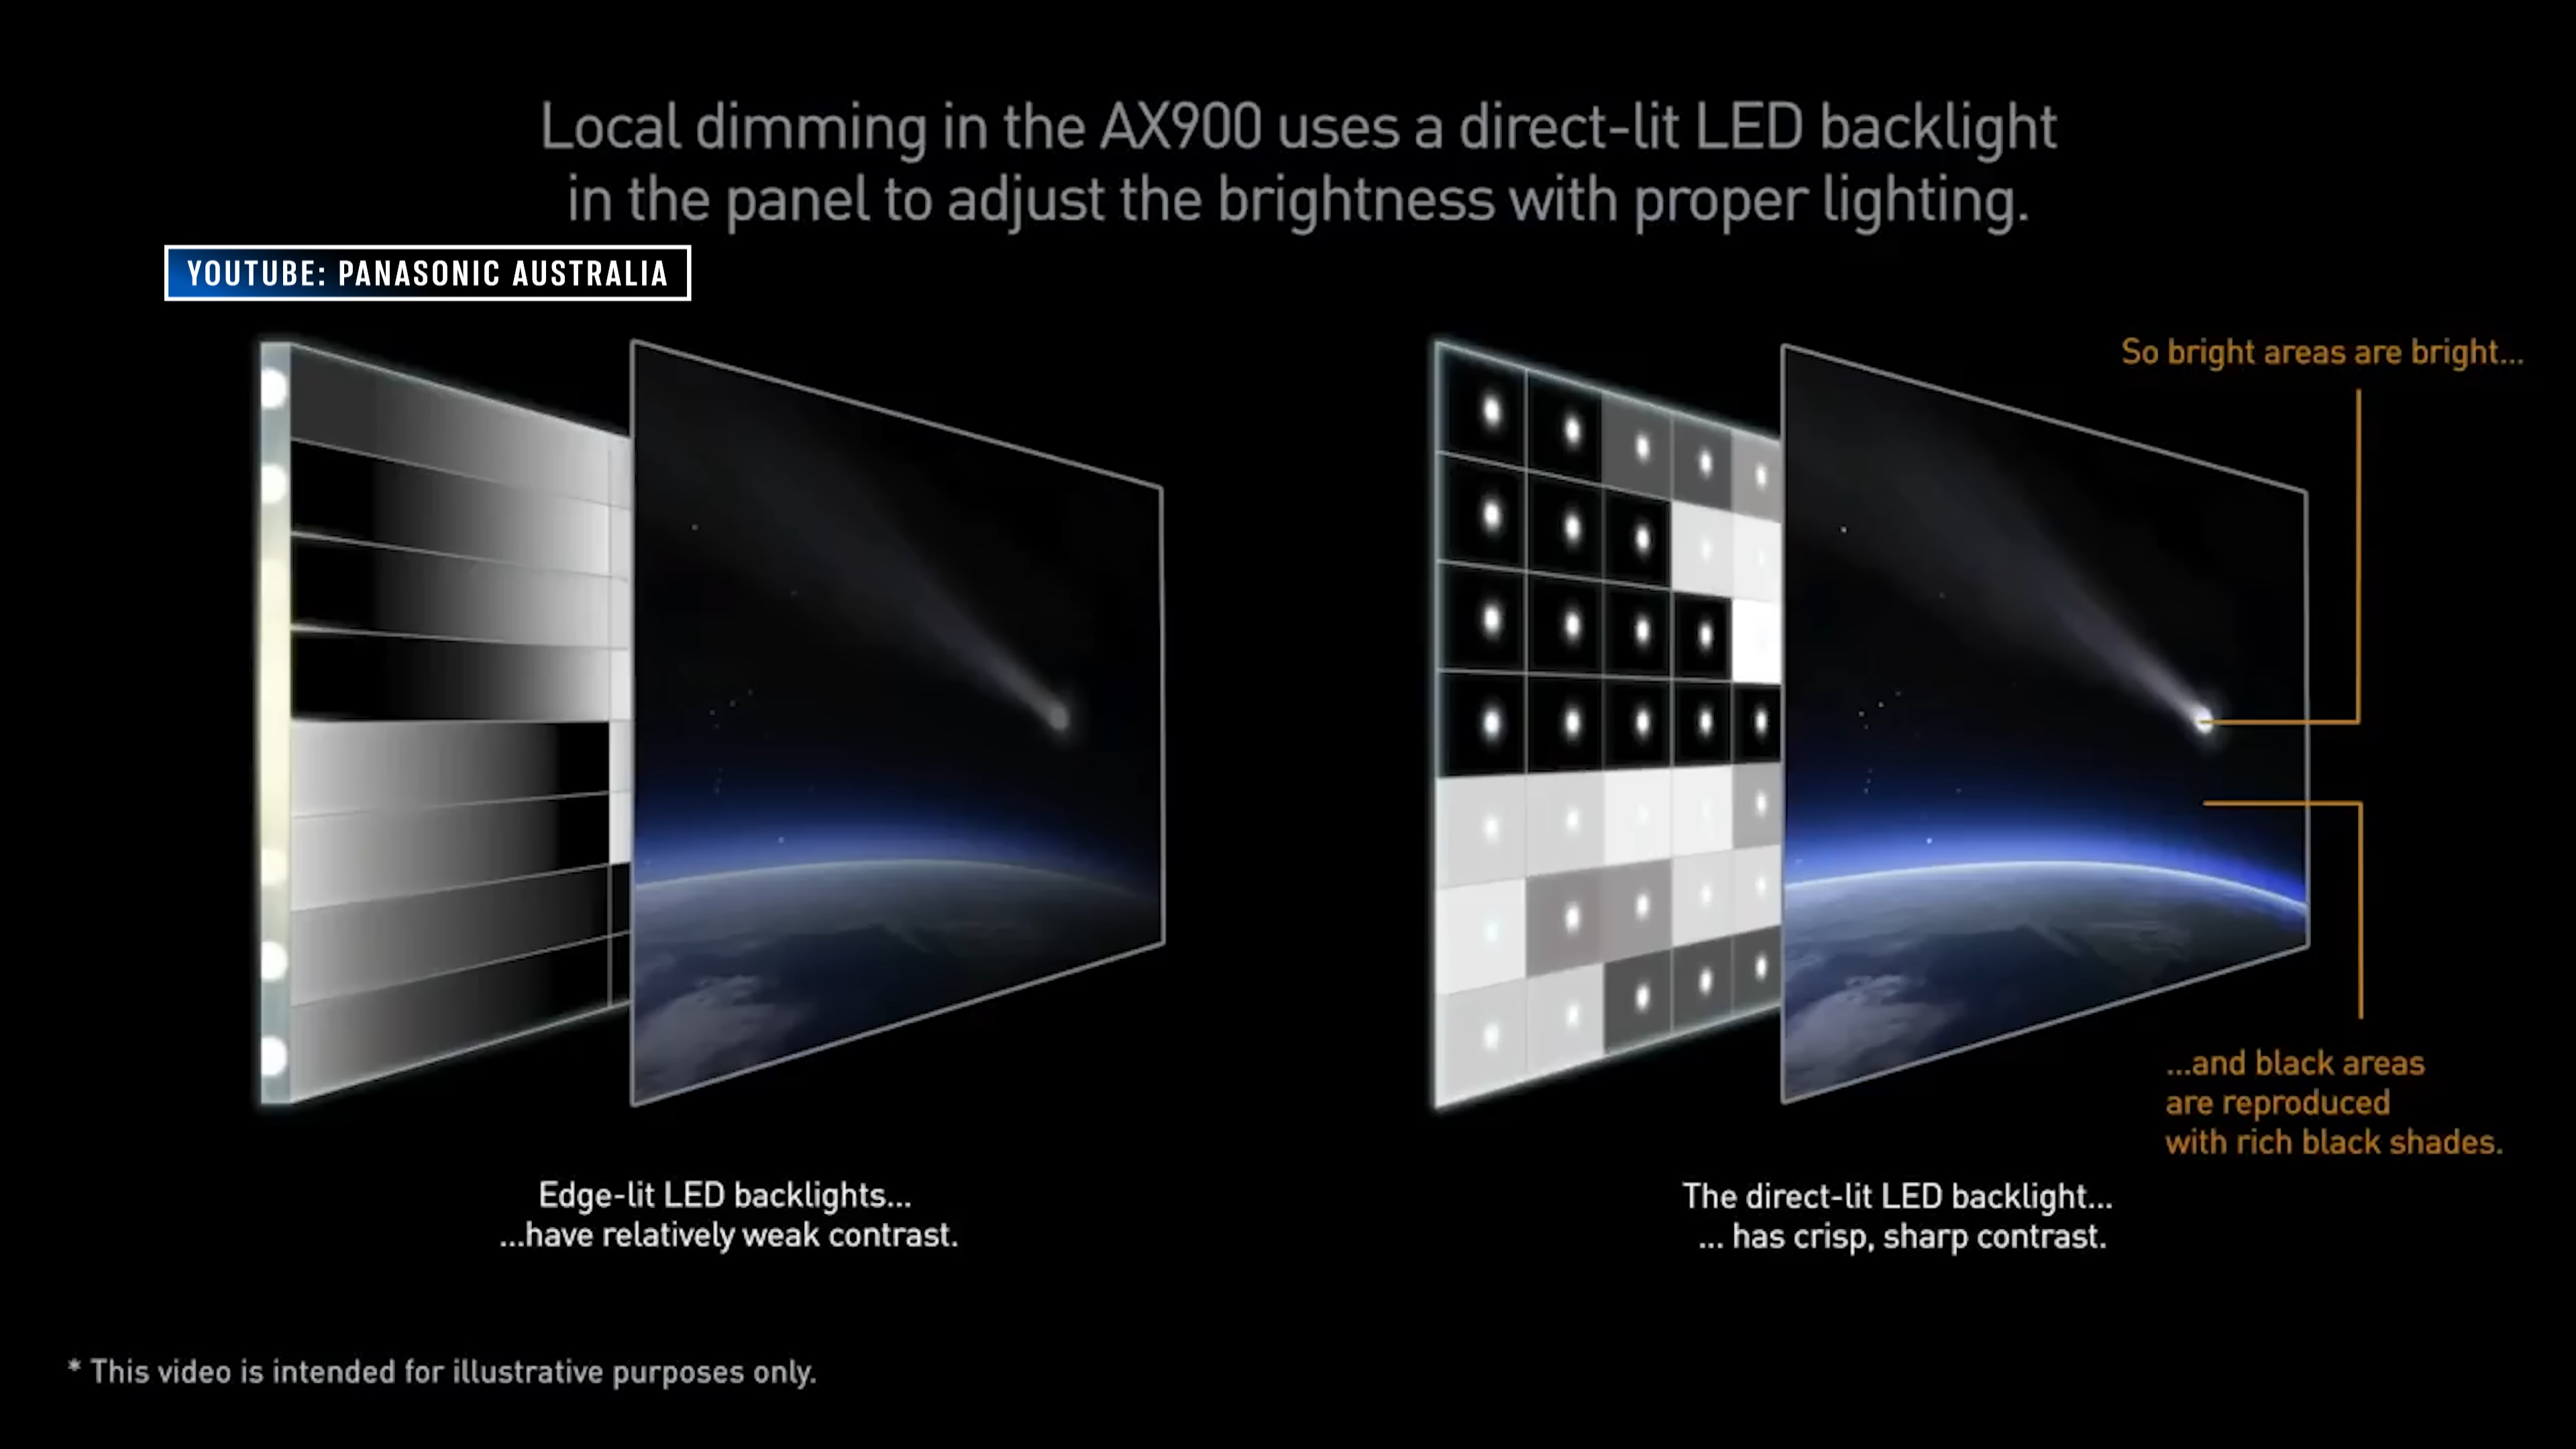 Local dimming in the AX900 uses a direct-lit LED backlight
in the panel to adjust the brightness with proper lighting.
YOUTUBE: PANASONIC AUSTRALIA
So bright areas are bright...
...and black areas
are reproduced
with rich black shades.
Edge-lit LED backlights...
...have relatively weak contrast.
The direct-lit LED backlight...
... has crisp, sharp contrast.
* This video is intended for illustrative purposes only.